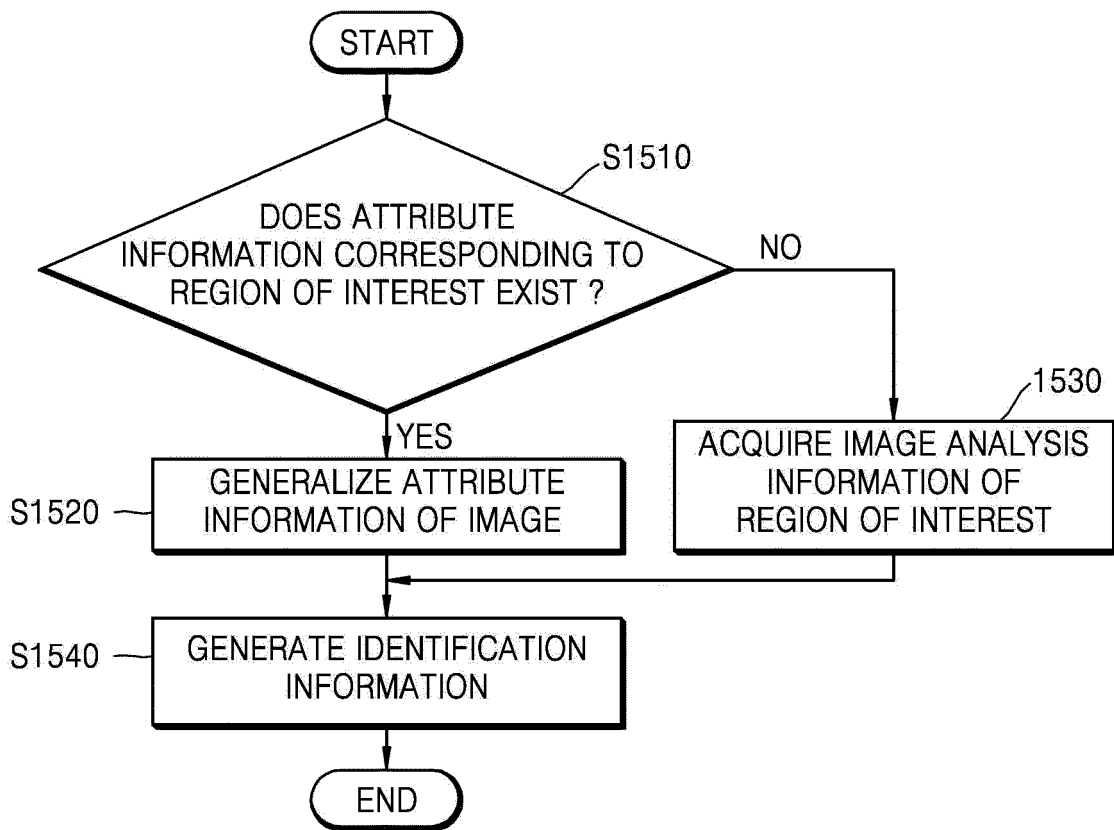 START
S1510
DOES ATTRIBUTE
INFORMATION CORRESPONDING TO
REGION OF INTEREST EXIST ?
NO
YES
1530
ACQUIRE IMAGE ANALYSIS
INFORMATION OF
REGION OF INTEREST
S1520
GENERALIZE ATTRIBUTE
INFORMATION OF IMAGE
S1540
GENERATE IDENTIFICATION
INFORMATION
END